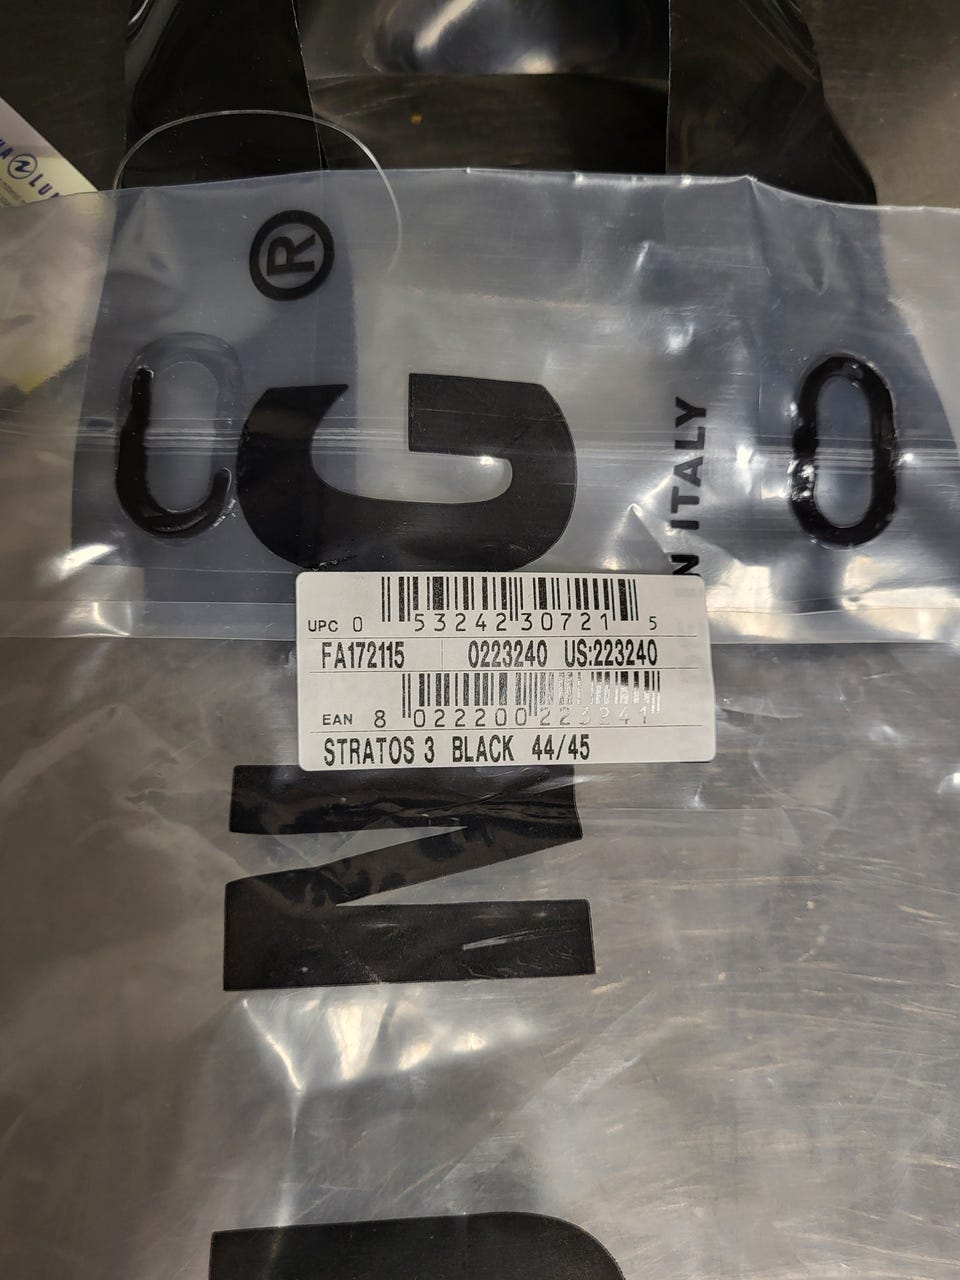 ®
G
N ITALY
UPC 0 53242 30721 5
FA172115 0223240 US:223240
EAN 8 022200 223241
STRATOS 3 BLACK 44/45